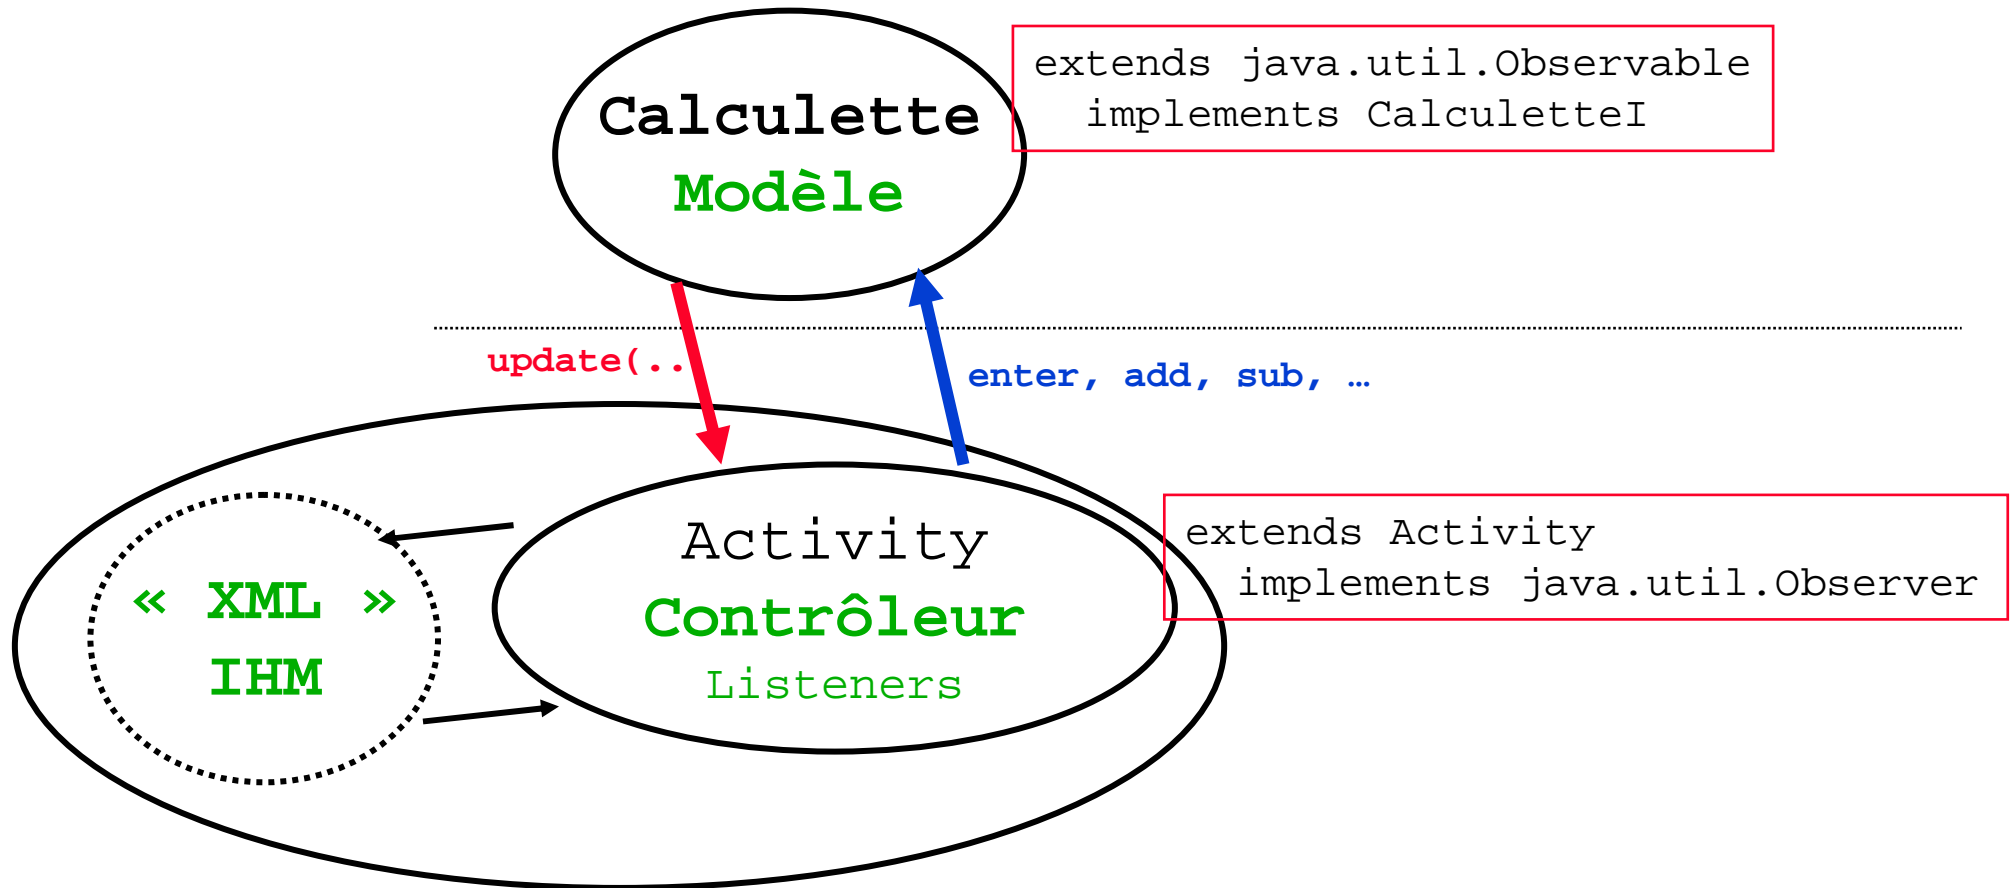 Calculette
Modèle
extends java.util.Observable
implements CalculetteI
update(..
enter, add, sub, …
« XML »
IHM
Activity
Contrôleur
Listeners
extends Activity
implements java.util.Observer